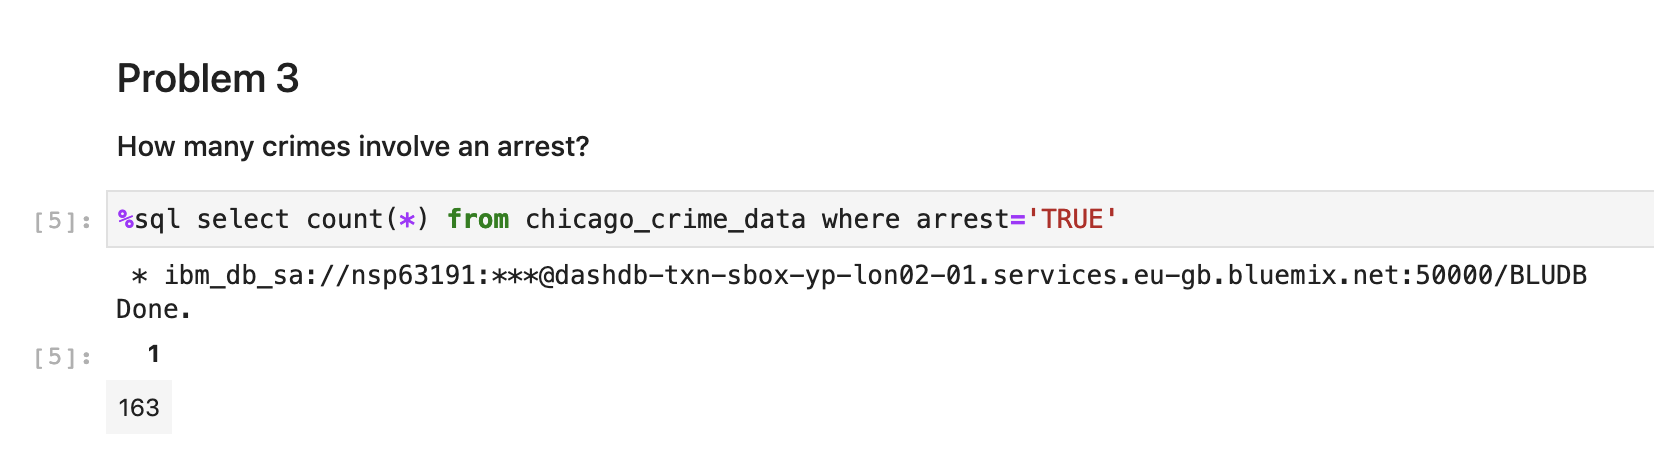 Problem 3
How many crimes involve an arrest?
[5]: %sql select count(*) from chicago_crime_data where arrest='TRUE'
* ibm_db_sa://nsp63191:***@dashdb-txn-sbox-yp-lon02-01.services.eu-gb.bluemix.net:50000/BLUDB
Done.
[5]: 1
163